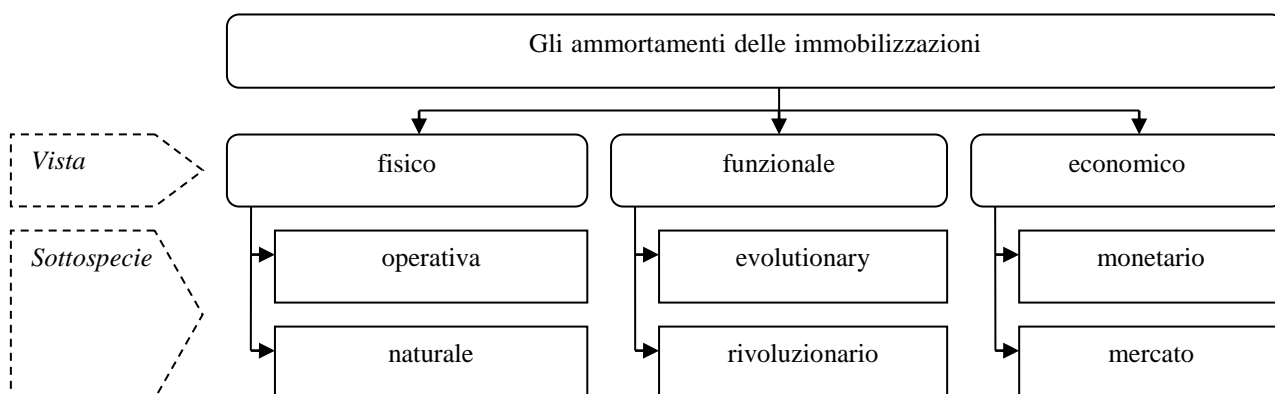 Gli ammortamenti delle immobilizzazioni
Vista
fisico
funzionale
economico
Sottospecie
operativa
evolutionary
monetario
naturale
rivoluzionario
mercato